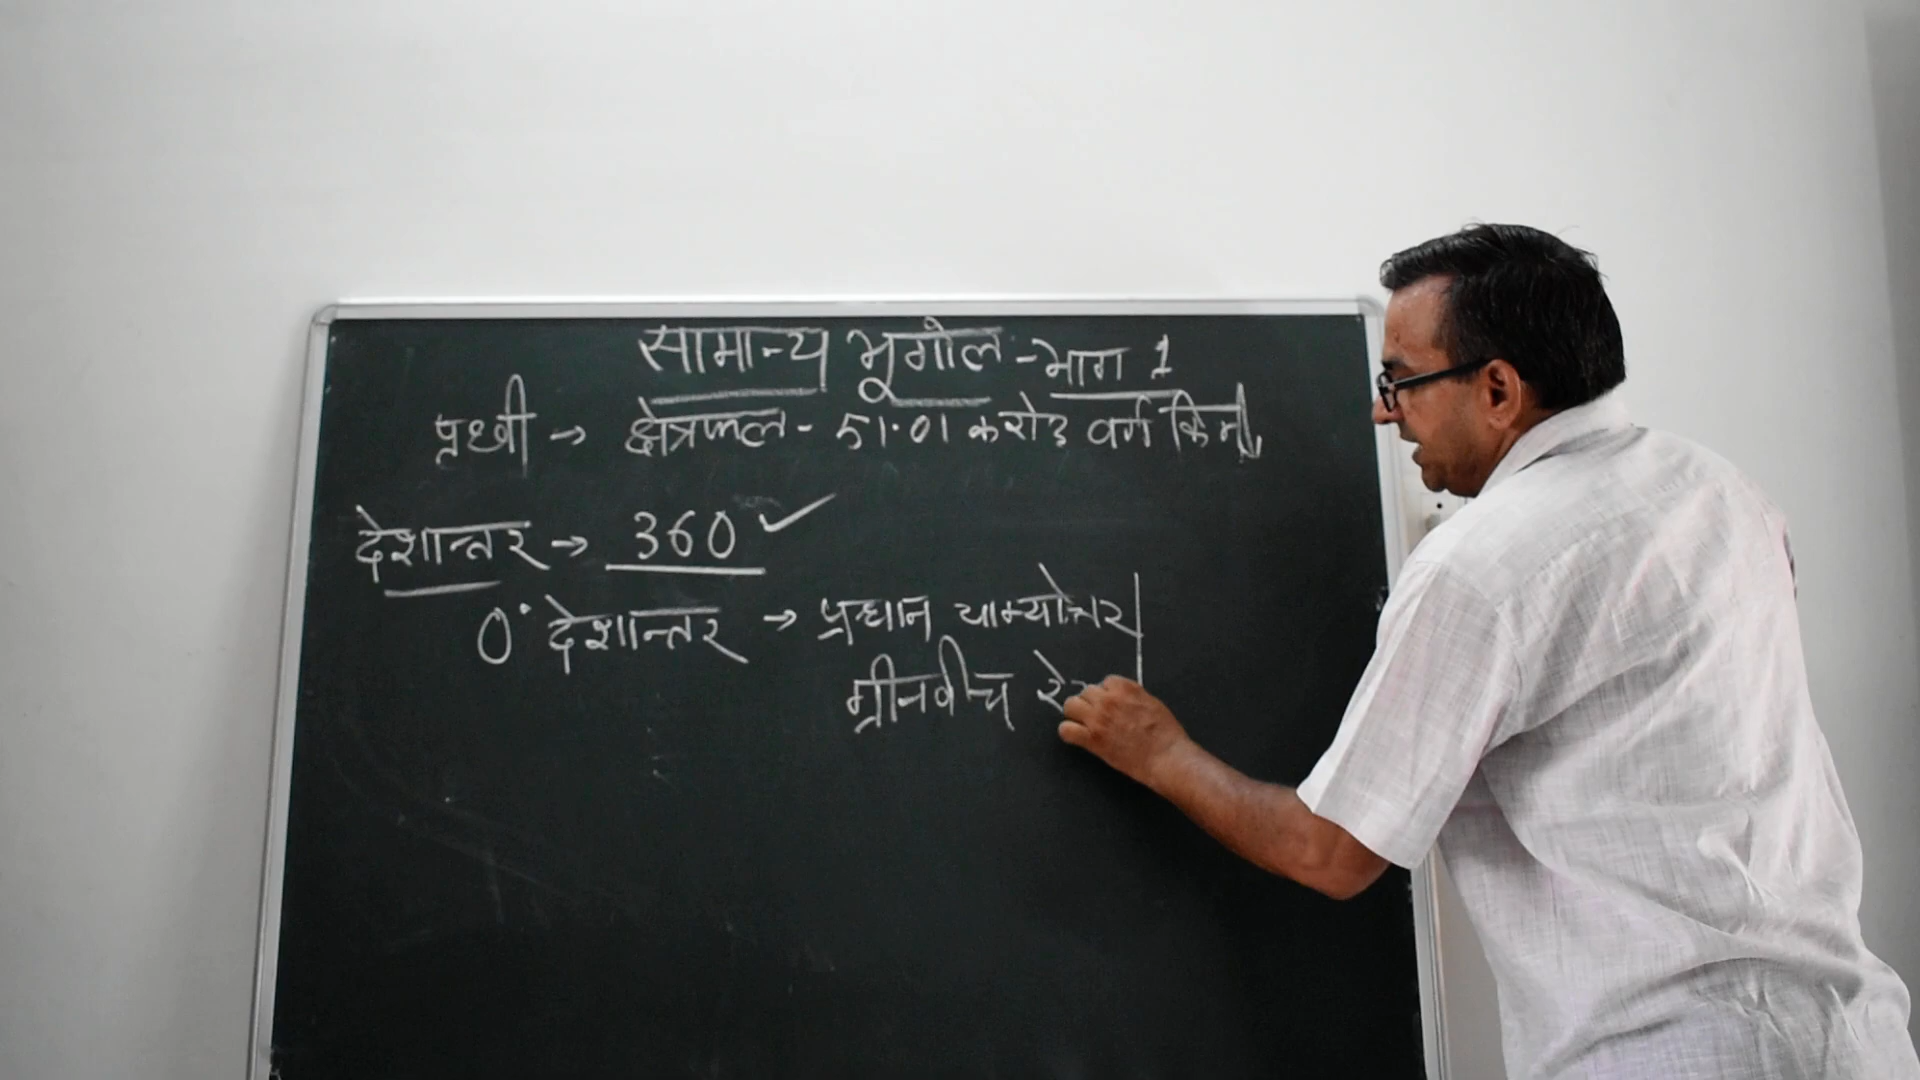 सामान्य भूगोल - भाग 1
पृथ्वी → क्षेत्रफल - 51.01 करोड़ वर्ग किमी,
देशान्तर → 360 ✓
0° देशान्तर → प्रधान याम्योत्तर
ग्रीनवीच